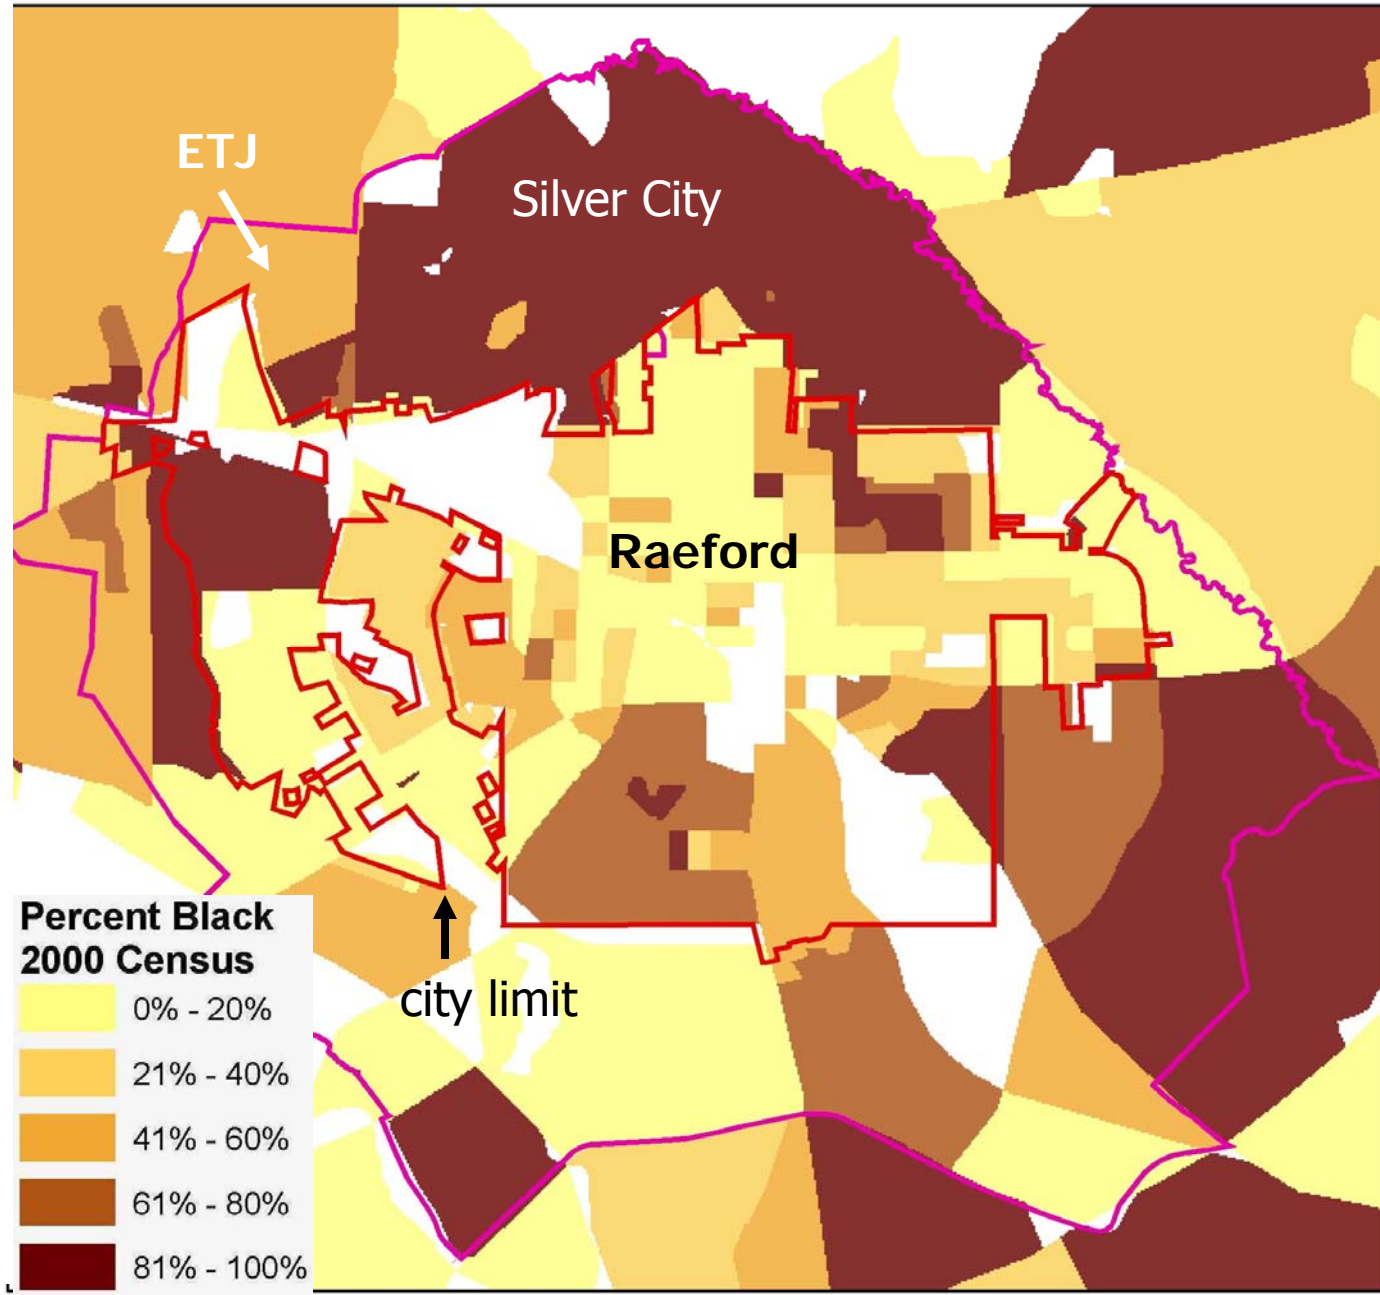 ETJ
Silver City
Raeford
city limit
Percent Black
2000 Census
0% - 20%
21% - 40%
41% - 60%
61% - 80%
81% - 100%